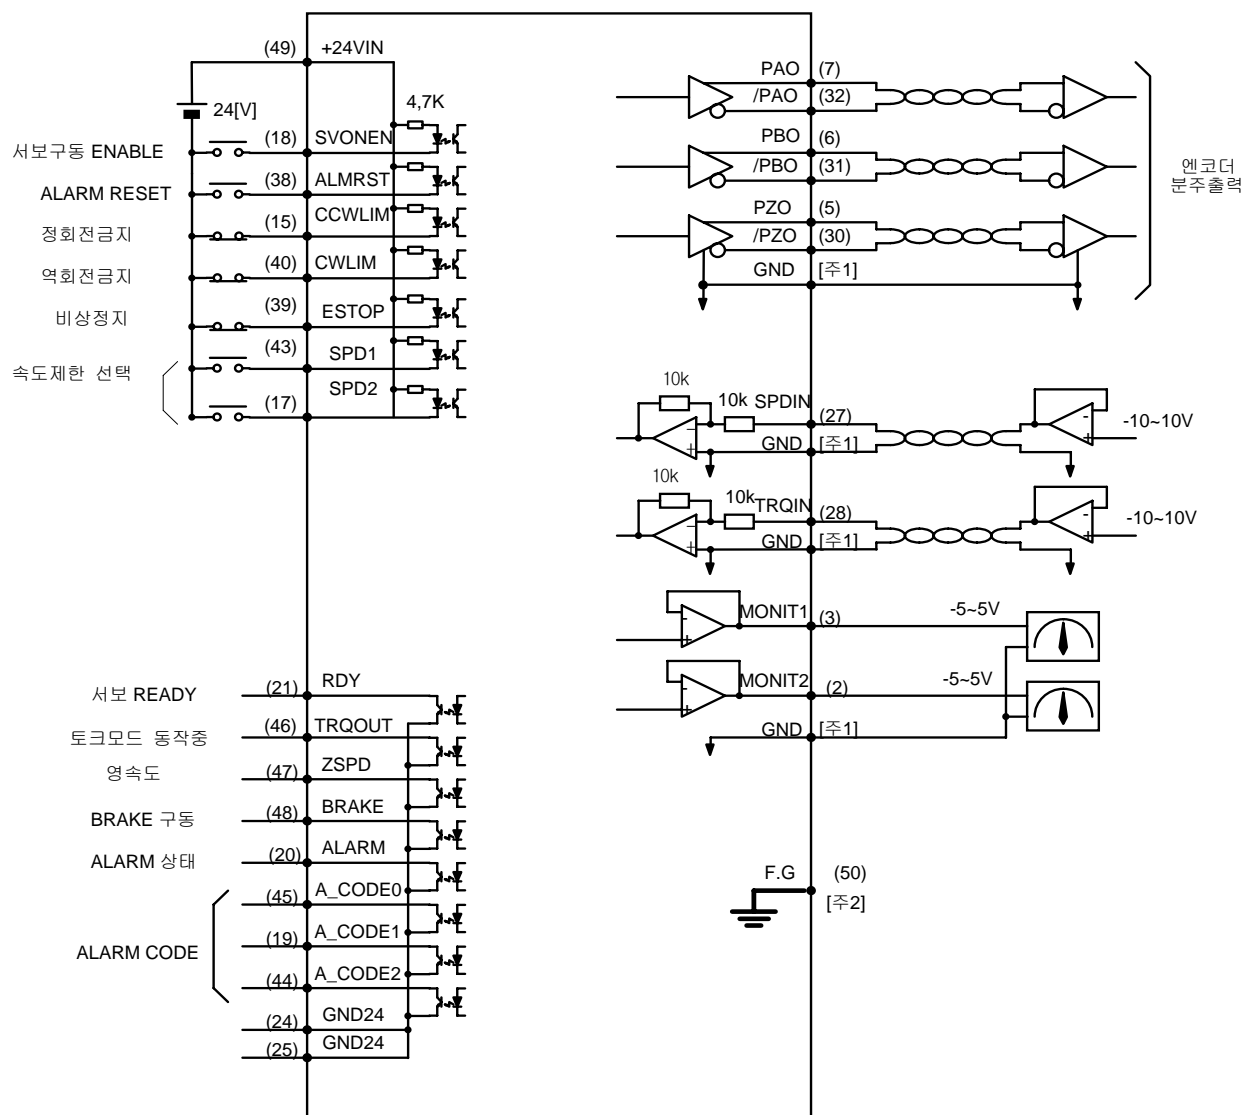 (49) +24VIN
24[V]
4,7K
서보구동 ENABLE (18) SVONEN
ALARM RESET (38) ALMRST
정회전금지 (15) CCWLIM
역회전금지 (40) CWLIM
비상정지 (39) ESTOP
속도제한 선택 (43) SPD1
(17) SPD2
서보 READY (21) RDY
토크모드 동작중 (46) TRQOUT
영속도 (47) ZSPD
BRAKE 구동 (48) BRAKE
ALARM 상태 (20) ALARM
ALARM CODE
(45) A_CODE0
(19) A_CODE1
(44) A_CODE2
(24) GND24
(25) GND24
PAO (7)
/PAO (32)
PBO (6)
/PBO (31)
PZO (5)
/PZO (30)
GND [주1]
엔코더
분주출력
10k
10k SPDIN (27)
GND [주1]
-10~10V
10k
10k TRQIN (28)
GND [주1]
-10~10V
MONIT1 (3) -5~5V
MONIT2 (2) -5~5V
GND [주1]
F.G (50)
[주2]